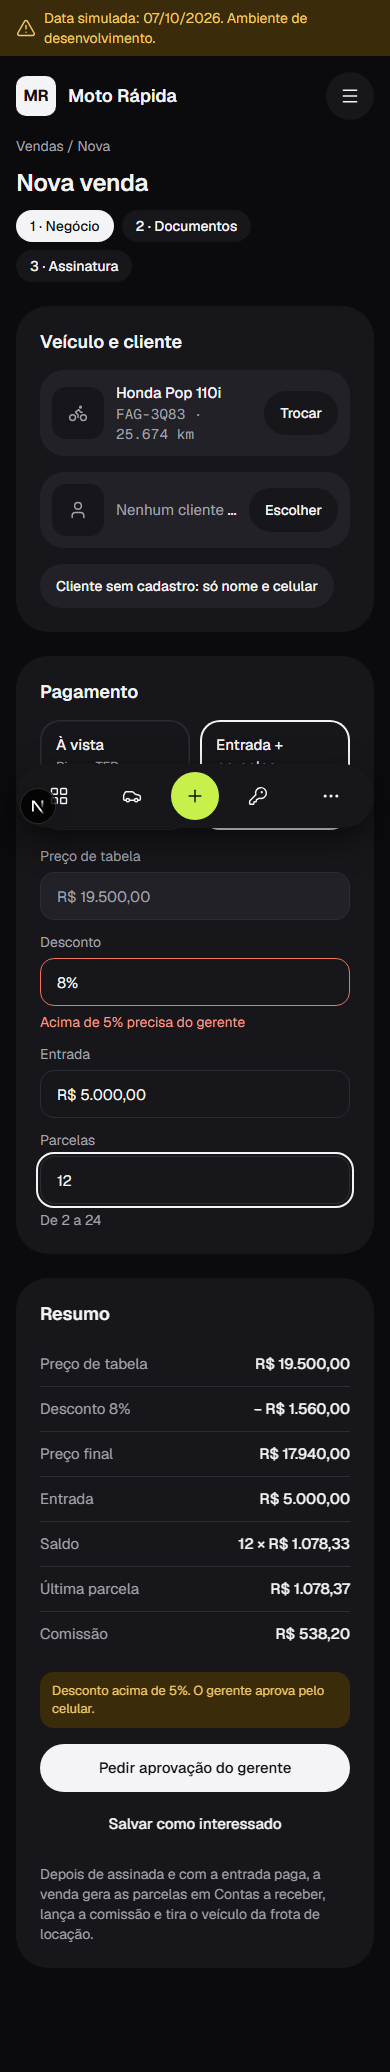 Data simulada: 07/10/2026. Ambiente de
desenvolvimento.
MR Moto Rápida
Vendas / Nova
Nova venda
1 · Negócio 2 · Documentos
3 · Assinatura
Veículo e cliente
Honda Pop 110i
FAG-3Q83 ·
25.674 km
Trocar
Nenhum cliente …
Escolher
Cliente sem cadastro: só nome e celular
Pagamento
À vista
Entrada +
N
Preço de tabela
R$ 19.500,00
Desconto
8%
Acima de 5% precisa do gerente
Entrada
R$ 5.000,00
Parcelas
12
De 2 a 24
Resumo
Preço de tabela R$ 19.500,00
Desconto 8% − R$ 1.560,00
Preço final R$ 17.940,00
Entrada R$ 5.000,00
Saldo 12 × R$ 1.078,33
Última parcela R$ 1.078,37
Comissão R$ 538,20
Desconto acima de 5%. O gerente aprova pelo
celular.
Pedir aprovação do gerente
Salvar como interessado
Depois de assinada e com a entrada paga, a
venda gera as parcelas em Contas a receber,
lança a comissão e tira o veículo da frota de
locação.